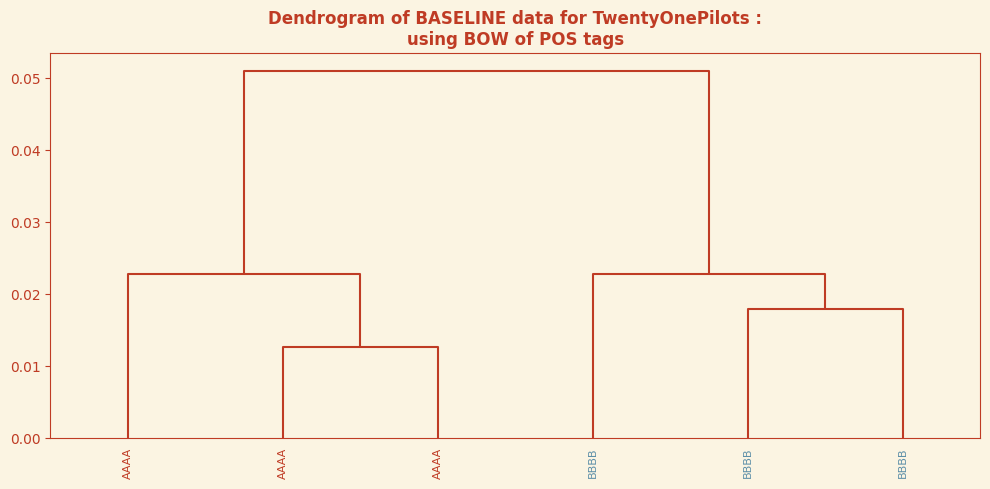 Dendrogram of BASELINE data for TwentyOnePilots :
using BOW of POS tags
0.05
0.04
0.03
0.02
0.01
0.00
AAAA
AAAA
AAAA
BBBB
BBBB
BBBB